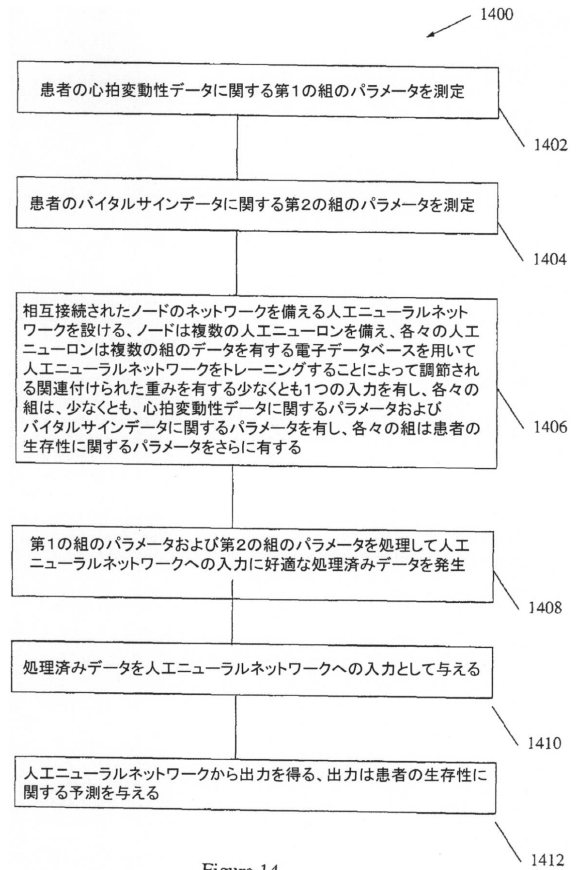 1400
患者の心拍変動性データに関する第1の組のパラメータを測定
1402
患者のバイタルサインデータに関する第2の組のパラメータを測定
1404
相互接続されたノードのネットワークを備える人工ニューラルネット
ワークを設ける、ノードは複数の人工ニューロンを備え、各々の人工
ニューロンは複数の組のデータを有する電子データベースを用いて
人工ニューラルネットワークをトレーニングすることによって調節され
る関連付けられた重みを有する少なくとも1つの入力を有し、各々の
組は、少なくとも、心拍変動性データに関するパラメータおよび
バイタルサインデータに関するパラメータを有し、各々の組は患者の
生存性に関するパラメータをさらに有する
1406
第1の組のパラメータおよび第2の組のパラメータを処理して人工
ニューラルネットワークへの入力に好適な処理済みデータを発生
1408
処理済みデータを人工ニューラルネットワークへの入力として与える
1410
人工ニューラルネットワークから出力を得る、出力は患者の生存性に
関する予測を与える
1412
Figure 14